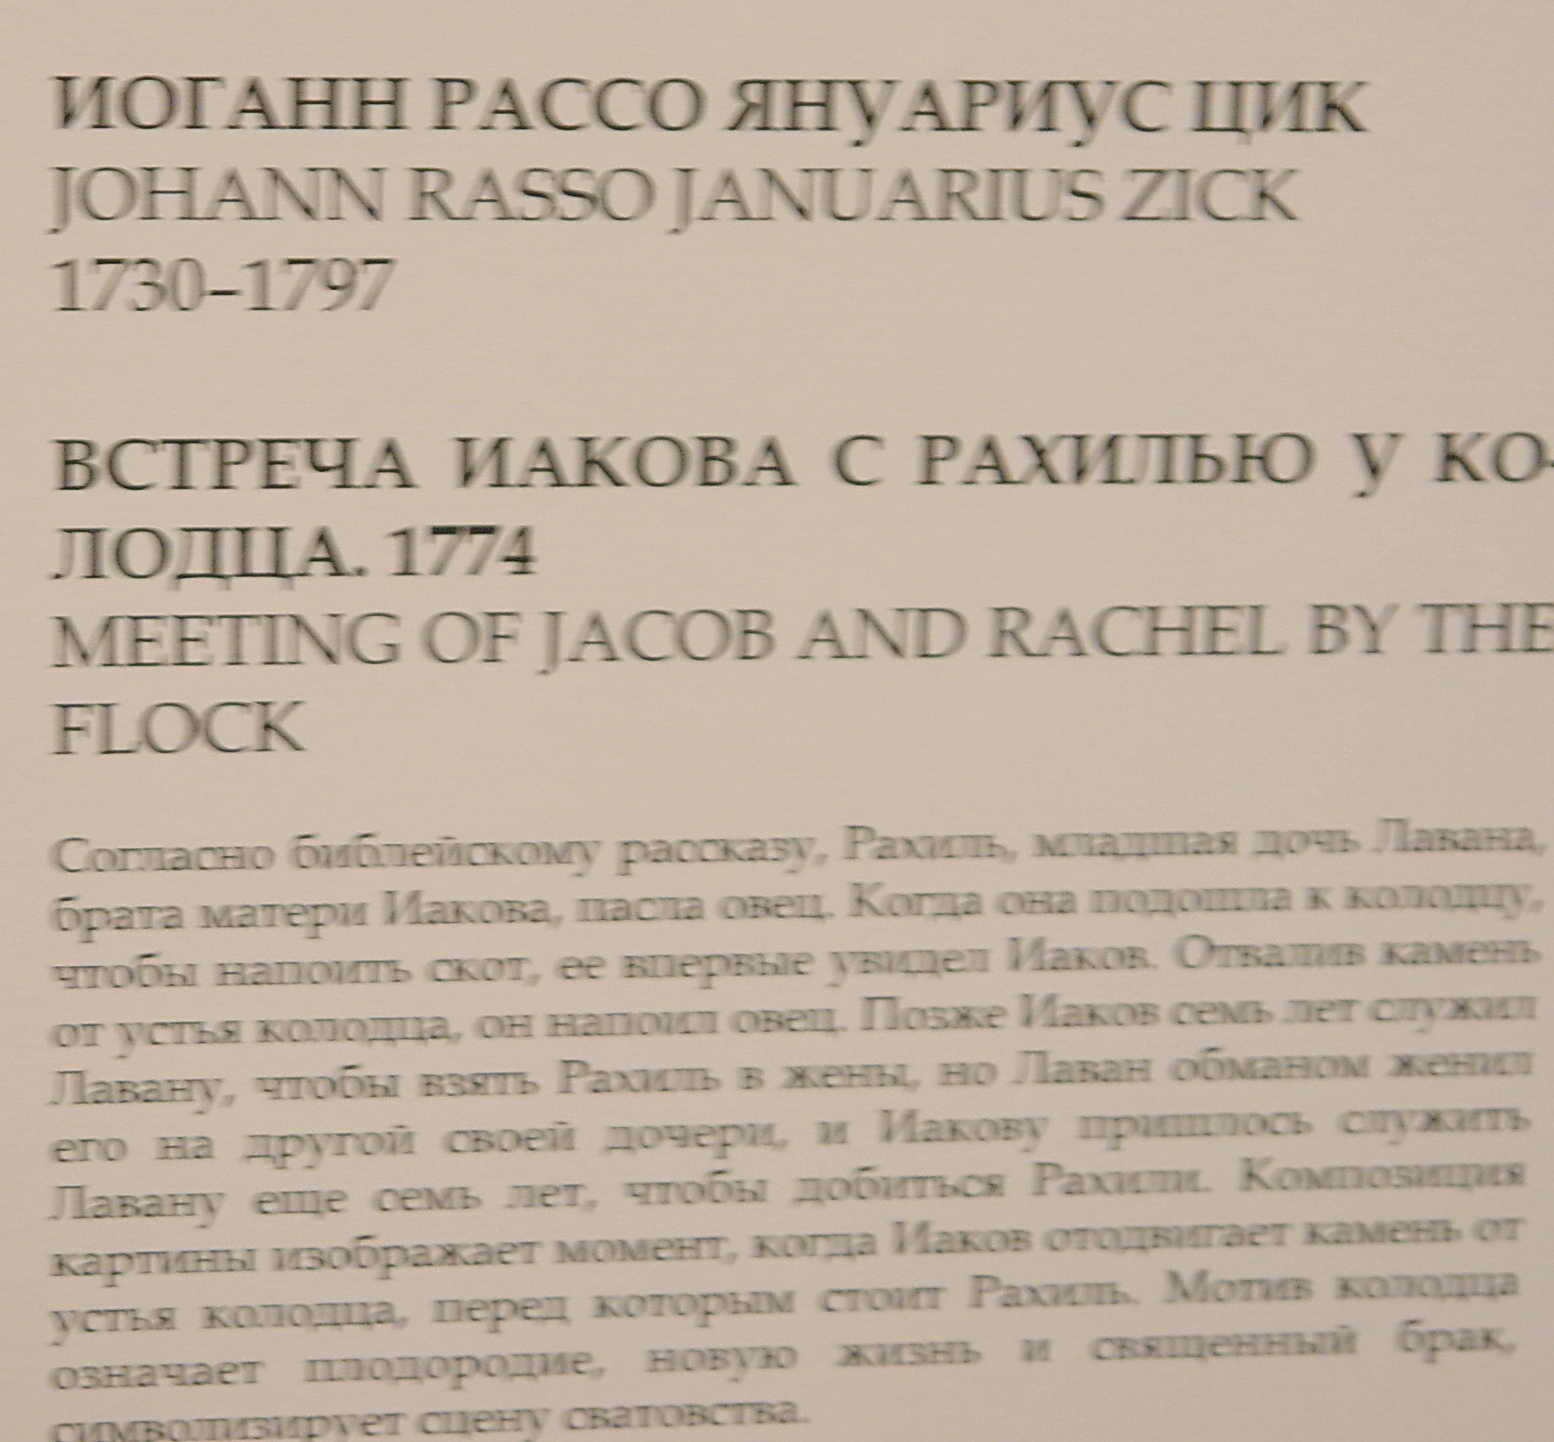 ИОГАНН РАССО ЯНУАРИУС ЦИК
JOHANN RASSO JANUARIUS ZICK
1730–1797
ВСТРЕЧА ИАКОВА С РАХИЛЬЮ У КО-
ЛОДЦА. 1774
MEETING OF JACOB AND RACHEL BY THE
FLOCK
Согласно библейскому рассказу, Рахиль, младшая дочь Лавана,
брата матери Иакова, пасла овец. Когда она подошла к колодцу,
чтобы напоить скот, ее впервые увидел Иаков. Отвалив камень
от устья колодца, он напоил овец. Позже Иаков семь лет служил
Лавану, чтобы взять Рахиль в жены, но Лаван обманом женил
его на другой своей дочери, и Иакову пришлось служить
Лавану еще семь лет, чтобы добиться Рахили. Композиция
картины изображает момент, когда Иаков отодвигает камень от
устья колодца, перед которым стоит Рахиль. Мотив колодца
означает плодородие, новую жизнь и священный брак,
символизирует сцену сватовства.